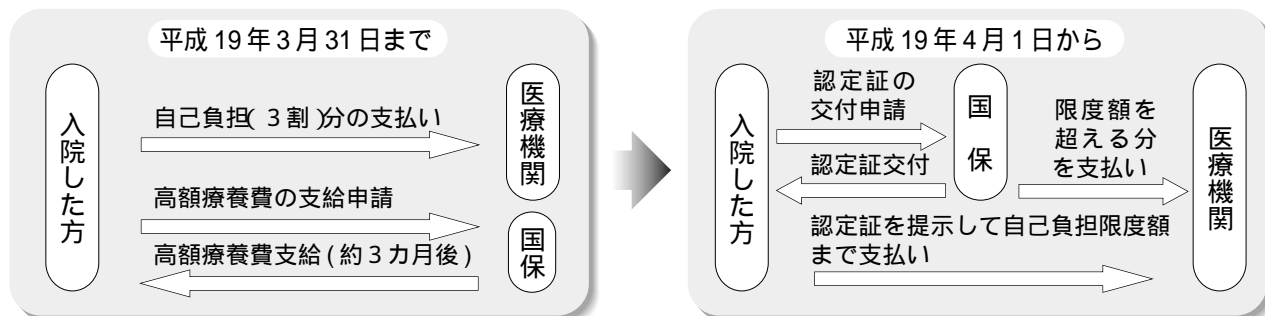 平成19年3月31日まで
入院した方
自己負担(3割)分の支払い
医療機関
高額療養費の支給申請
高額療養費支給(約3カ月後)
国保
平成19年4月1日から
入院した方
認定証の
交付申請
認定証交付
国保
限度額を
超える分
を支払い
医療機関
認定証を提示して自己負担限度額
まで支払い